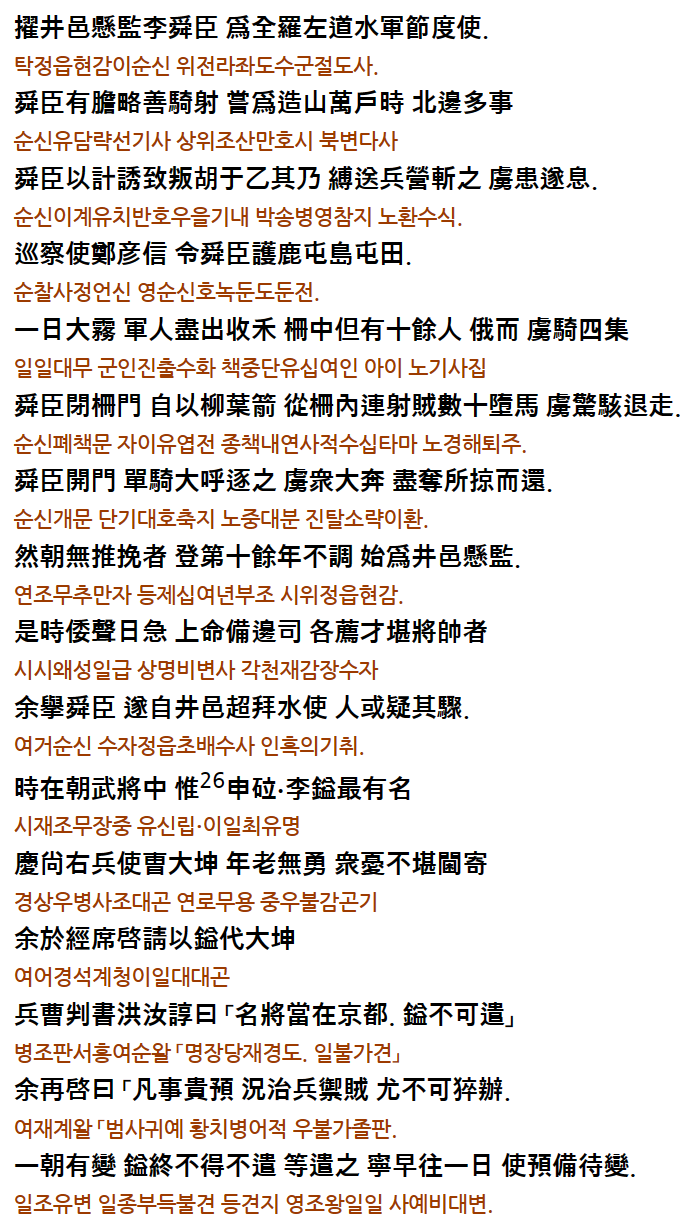 擢井邑懸監李舜臣 爲全羅左道水軍節度使.
탁정읍현감이순신 위전라좌도수군절도사.
舜臣有膽略善騎射 嘗爲造山萬戶時 北邊多事
순신유담략선기사 상위조산만호시 북변다사
舜臣以計誘致叛胡于乙其乃 縛送兵營斬之 虜患遂息.
순신이계유치반호우을기내 박송병영참지 노환수식.
巡察使鄭彦信 令舜臣護鹿屯島屯田.
순찰사정언신 영순신호녹둔도둔전.
一日大霧 軍人盡出收禾 柵中但有十餘人 俄而 虜騎四集
일일대무 군인진출수화 책중단유십여인 아이 노기사집
舜臣閉柵門 自以柳葉箭 從柵內連射賊數十墮馬 虜驚駭退走.
순신폐책문 자이유엽전 종책내연사적수십타마 노경해퇴주.
舜臣開門 單騎大呼逐之 虜衆大奔 盡奪所掠而還.
순신개문 단기대호축지 노중대분 진탈소략이환.
然朝無推挽者 登第十餘年不調 始爲井邑懸監.
연조무추만자 등제십여년부조 시위정읍현감.
是時倭聲日急 上命備邊司 各薦才堪將帥者
시시왜성일급 상명비변사 각천재감장수자
余擧舜臣 遂自井邑超拜水使 人或疑其驟.
여거순신 수자정읍초배수사 인혹의기취.
時在朝武將中 惟26申砬·李鎰最有名
시재조무장중 유신립·이일최유명
慶尙右兵使曺大坤 年老無勇 衆憂不堪閫寄
경상우병사조대곤 연로무용 중우불감곤기
余於經席啓請以鎰代大坤
여어경석계청이일대대곤
兵曹判書洪汝諄曰「名將當在京都. 鎰不可遣」
병조판서홍여순왈「명장당재경도. 일불가견」
余再啓曰「凡事貴預 況治兵禦賊 尤不可猝辦.
여재계왈「범사귀예 황치병어적 우불가졸판.
一朝有變 鎰終不得不遣 等遣之 寧早往一日 使預備待變.
일조유변 일종부득불견 등견지 영조왕일일 사예비대변.